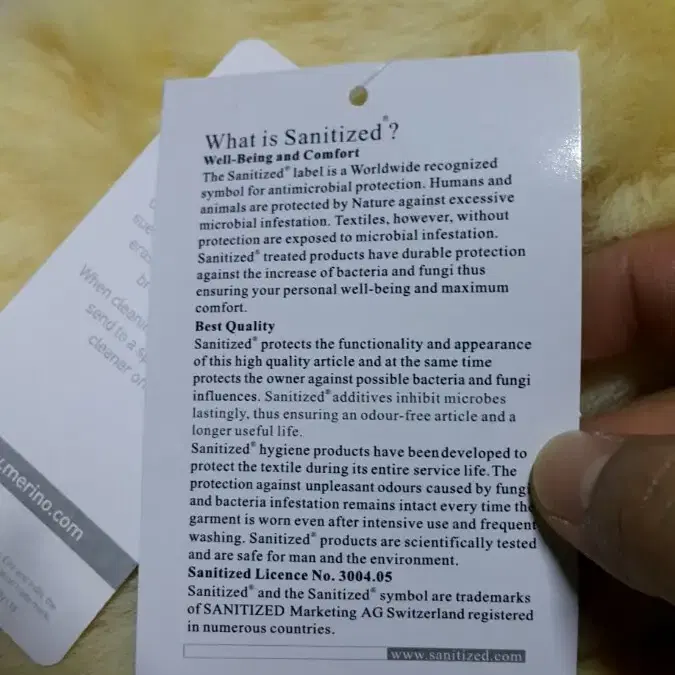 What is Sanitized®?
Well-Being and Comfort
The Sanitized® label is a Worldwide recognized
symbol for antimicrobial protection. Humans and
animals are protected by Nature against excessive
microbial infestation. Textiles, however, without
protection are exposed to microbial infestation.
Sanitized® treated products have durable protection
against the increase of bacteria and fungi thus
ensuring your personal well-being and maximum
comfort.
Best Quality
Sanitized® protects the functionality and appearance
of this high quality article and at the same time
protects the owner against possible bacteria and fungi
influences. Sanitized® additives inhibit microbes
lastingly, thus ensuring an odour-free article and a
longer useful life.
Sanitized® hygiene products have been developed to
protect the textile during its entire service life. The
protection against unpleasant odours caused by fungi
and bacteria infestation remains intact every time the
garment is worn even after intensive use and frequent
washing. Sanitized® products are scientifically tested
and are safe for man and the environment.
Sanitized Licence No. 3004.05
Sanitized® and the Sanitized® symbol are trademarks
of SANITIZED Marketing AG Switzerland registered
in numerous countries.
www.sanitized.com
When cleaning
send to a
cleaner
.merino.com